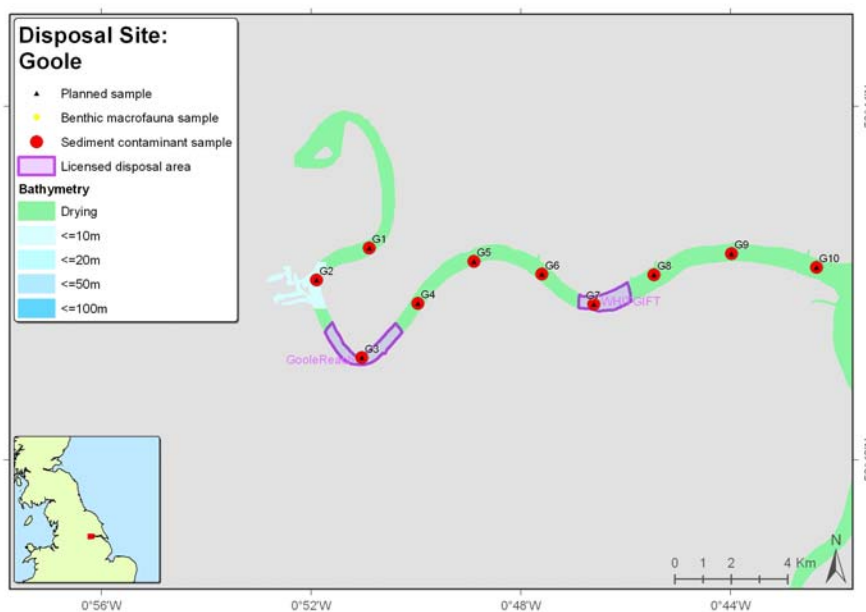 Disposal Site:
Goole
Planned sample
Benthic macrofauna sample
Sediment contaminant sample
Licensed disposal area
Bathymetry
Drying
<=10m
<=20m
<=50m
<=100m
G1
G2
G3
G4
G5
G6
G7
G8
G9
G10
N
0 1 2 4 Km
0°56'W 0°52'W 0°48'W 0°44'W